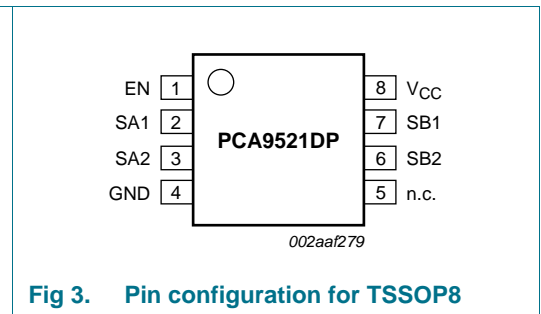 EN 1 8 VCC
SA1 2 7 SB1
PCA9521DP
SA2 3 6 SB2
GND 4 5 n.c.
002aaf279
Fig 3. Pin configuration for TSSOP8